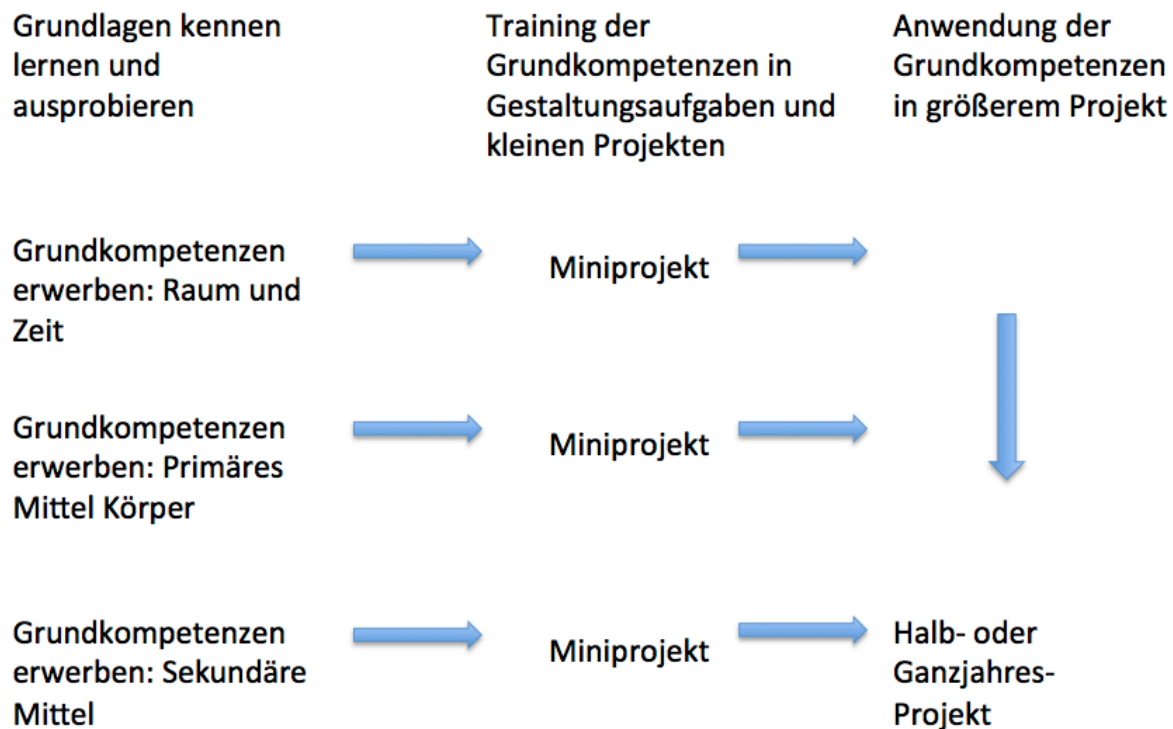 Grundlagen kennen
lernen und
ausprobieren
Training der
Grundkompetenzen in
Gestaltungsaufgaben und
kleinen Projekten
Anwendung der
Grundkompetenzen
in größerem Projekt
Grundkompetenzen
erwerben: Raum und
Zeit
Miniprojekt
Grundkompetenzen
erwerben: Primäres
Mittel Körper
Miniprojekt
Grundkompetenzen
erwerben: Sekundäre
Mittel
Miniprojekt
Halb- oder
Ganzjahres-
Projekt